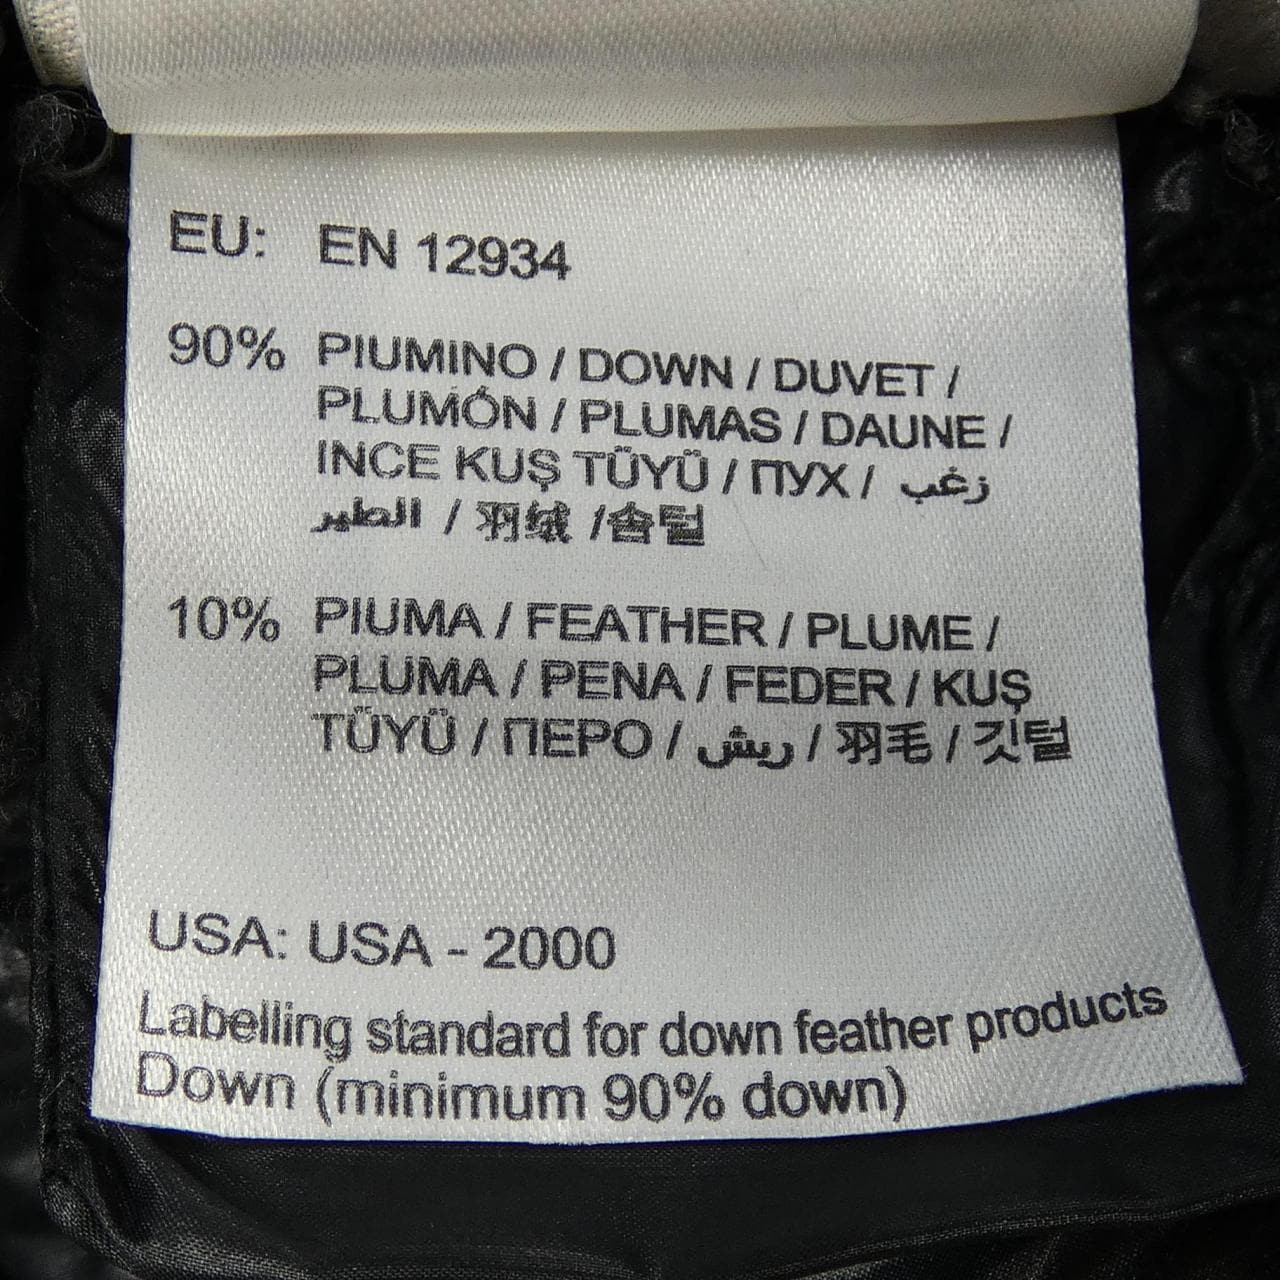 EU: EN 12934
90% PIUMINO / DOWN / DUVET /
PLUMÓN / PLUMAS / DAUNE /
INCE KUŞ TÜYÜ / ПУХ / زغب
الطير / 羽绒 /솜털
10% PIUMA / FEATHER / PLUME /
PLUMA / PENA / FEDER / KUŞ
TÜYÜ / ПЕРО / ريش / 羽毛 / 깃털
USA: USA - 2000
Labelling standard for down feather products
Down (minimum 90% down)